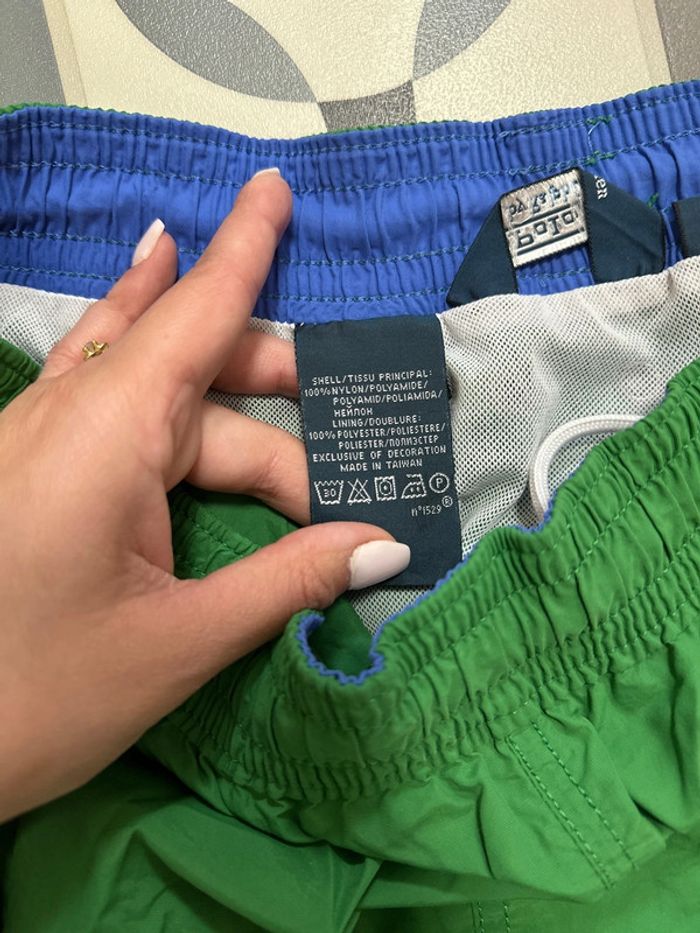 SHELL/TISSU PRINCIPAL:
100%NYLON/POLYAMIDE/
POLYAMID/POLIAMIDA/
НЕЙЛОН
LINING/DOUBLURE:
100% POLYESTER/POLIESTERE/
POLIESTER/ПОЛИЭСТЕР
EXCLUSIVE OF DECORATION
MADE IN TAIWAN
30 P
n°1529 ®